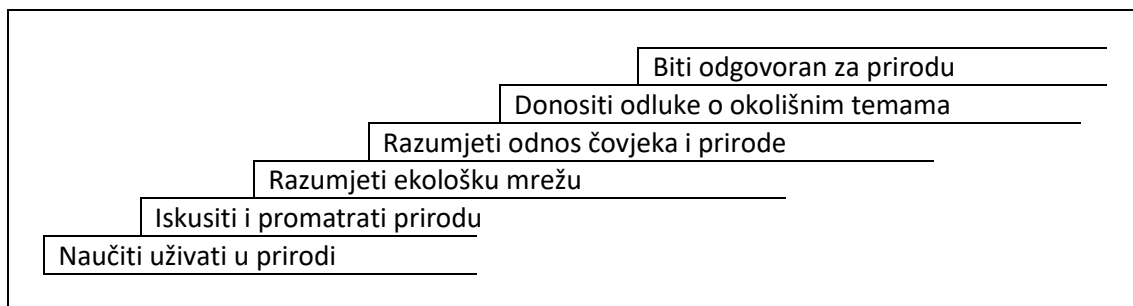 Biti odgovoran za prirodu
Donositi odluke o okolišnim temama
Razumjeti odnos čovjeka i prirode
Razumjeti ekološku mrežu
Iskusiti i promatrati prirodu
Naučiti uživati u prirodi